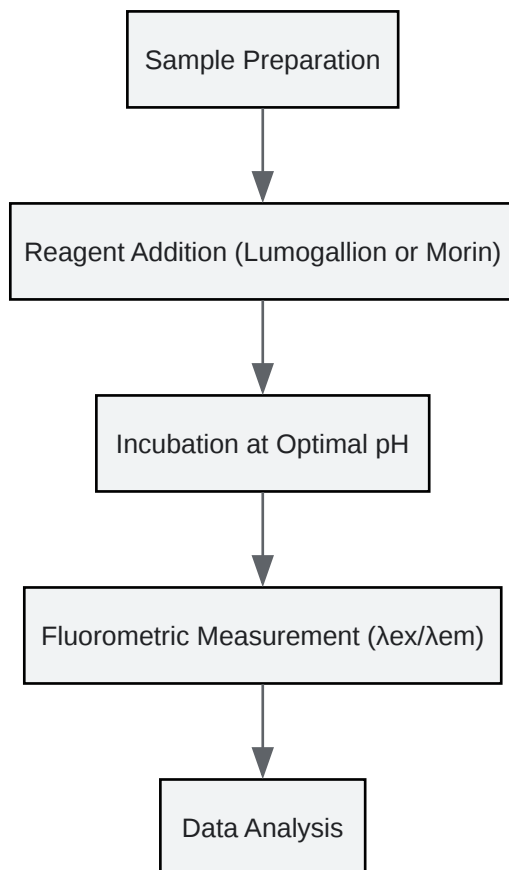 Sample Preparation
Reagent Addition (Lumogallion or Morin)
Incubation at Optimal pH
Fluorometric Measurement (λex/λem)
Data Analysis